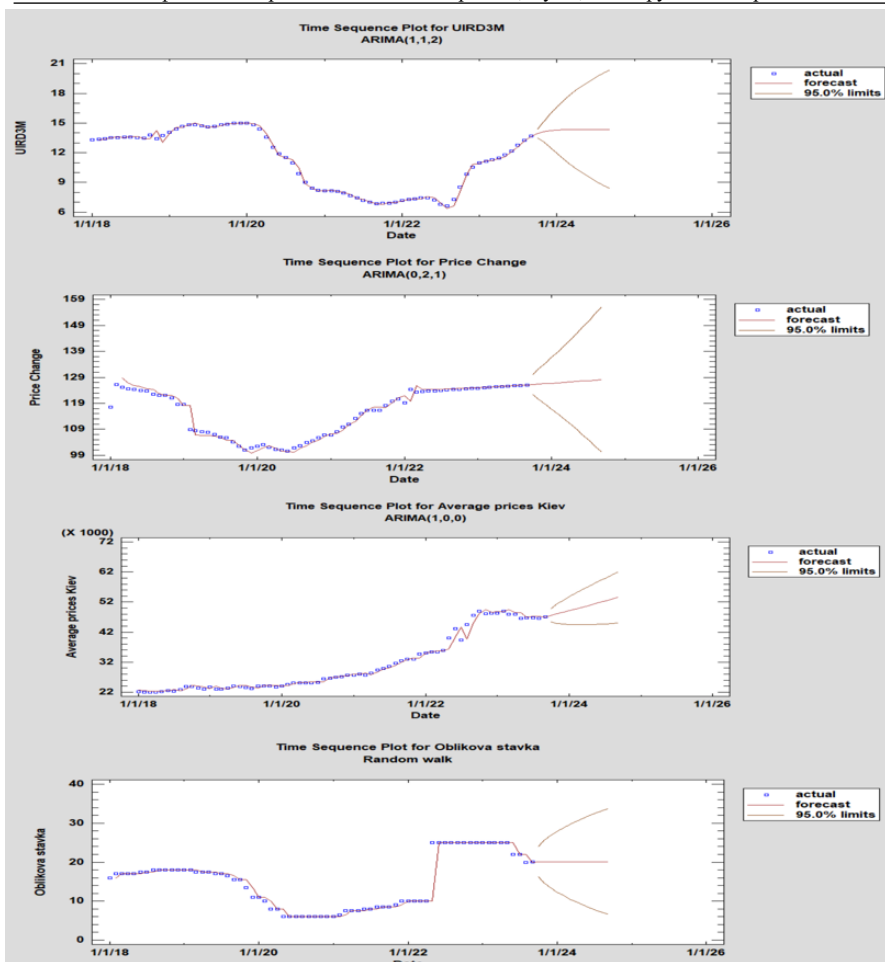 Time Sequence Plot for UIRD3M
ARIMA(1,1,2)
21
18
15
12
9
6
UIRD3M
1/1/18
1/1/20
1/1/22
1/1/24
1/1/26
Date
actual
forecast
95.0% limits
Time Sequence Plot for Price Change
ARIMA(0,2,1)
159
149
139
129
119
109
99
Price Change
1/1/18
1/1/20
1/1/22
1/1/24
1/1/26
Date
actual
forecast
95.0% limits
Time Sequence Plot for Average prices Kiev
ARIMA(1,0,0)
(X 1000)
72
62
52
42
32
22
Average prices Kiev
1/1/18
1/1/20
1/1/22
1/1/24
1/1/26
Date
actual
forecast
95.0% limits
Time Sequence Plot for Oblikova stavka
Random walk
40
30
20
10
0
Oblikova stavka
1/1/18
1/1/20
1/1/22
1/1/24
1/1/26
actual
forecast
95.0% limits